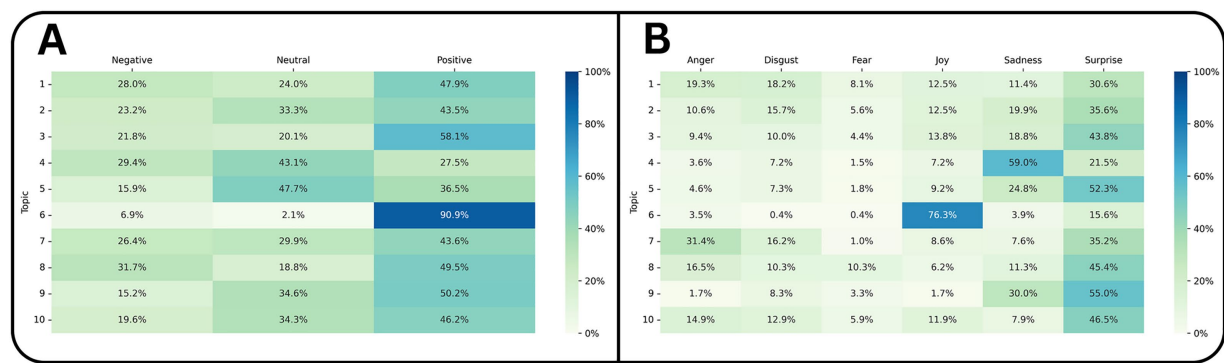 A
Negative Neutral Positive
1 28.0% 24.0% 47.9%
2 23.2% 33.3% 43.5%
3 21.8% 20.1% 58.1%
4 29.4% 43.1% 27.5%
5 15.9% 47.7% 36.5%
6 6.9% 2.1% 90.9%
7 26.4% 29.9% 43.6%
8 31.7% 18.8% 49.5%
9 15.2% 34.6% 50.2%
10 19.6% 34.3% 46.2%
Topic
100%
80%
60%
40%
20%
0%
B
Anger Disgust Fear Joy Sadness Surprise
1 19.3% 18.2% 8.1% 12.5% 11.4% 30.6%
2 10.6% 15.7% 5.6% 12.5% 19.9% 35.6%
3 9.4% 10.0% 4.4% 13.8% 18.8% 43.8%
4 3.6% 7.2% 1.5% 7.2% 59.0% 21.5%
5 4.6% 7.3% 1.8% 9.2% 24.8% 52.3%
6 3.5% 0.4% 0.4% 76.3% 3.9% 15.6%
7 31.4% 16.2% 1.0% 8.6% 7.6% 35.2%
8 16.5% 10.3% 10.3% 6.2% 11.3% 45.4%
9 1.7% 8.3% 3.3% 1.7% 30.0% 55.0%
10 14.9% 12.9% 5.9% 11.9% 7.9% 46.5%
Topic
100%
80%
60%
40%
20%
0%